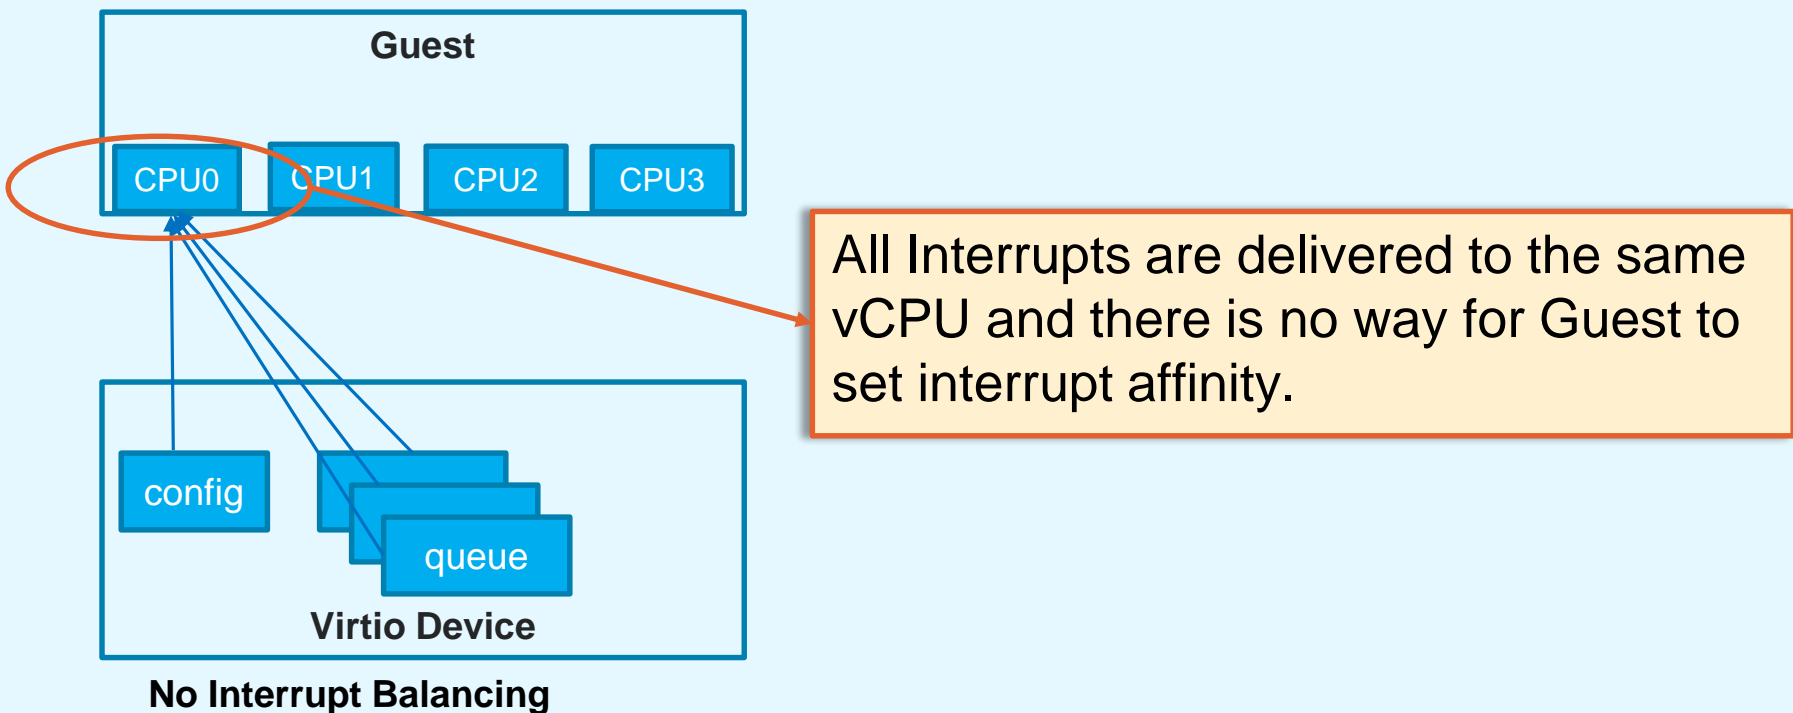 Guest
CPU0
CPU1
CPU2
CPU3
All Interrupts are delivered to the same
vCPU and there is no way for Guest to
set interrupt affinity.
config
queue
Virtio Device
No Interrupt Balancing